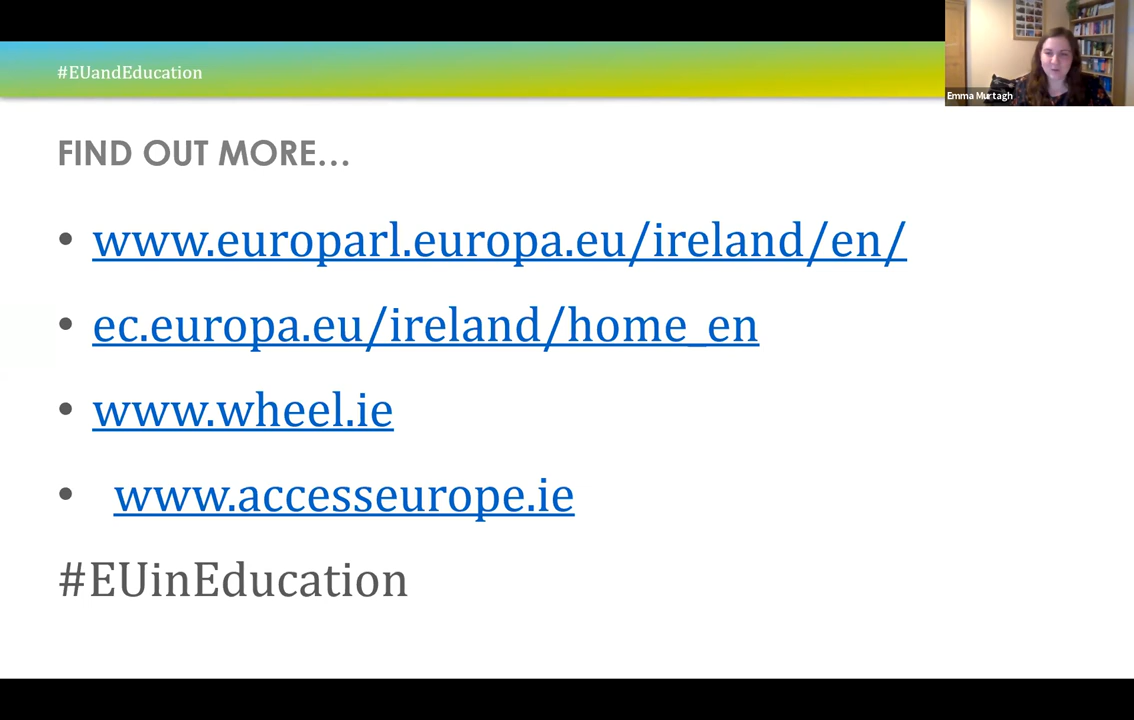 #EUandEducation
Emma Murtagh
FIND OUT MORE…
• www.europarl.europa.eu/ireland/en/
• ec.europa.eu/ireland/home_en
• www.wheel.ie
• www.accesseurope.ie
#EUinEducation